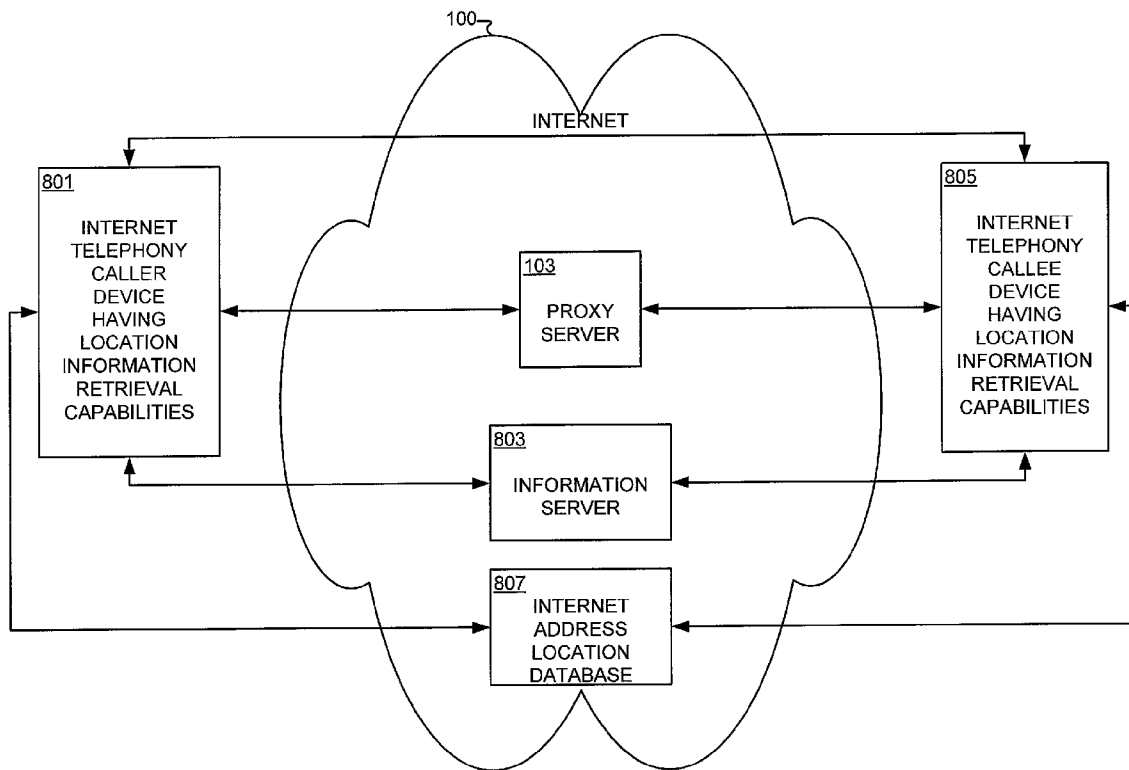 100
INTERNET
801
INTERNET
TELEPHONY
CALLER
DEVICE
HAVING
LOCATION
INFORMATION
RETRIEVAL
CAPABILITIES
103
PROXY
SERVER
803
INFORMATION
SERVER
807
INTERNET
ADDRESS
LOCATION
DATABASE
805
INTERNET
TELEPHONY
CALLEE
DEVICE
HAVING
LOCATION
INFORMATION
RETRIEVAL
CAPABILITIES